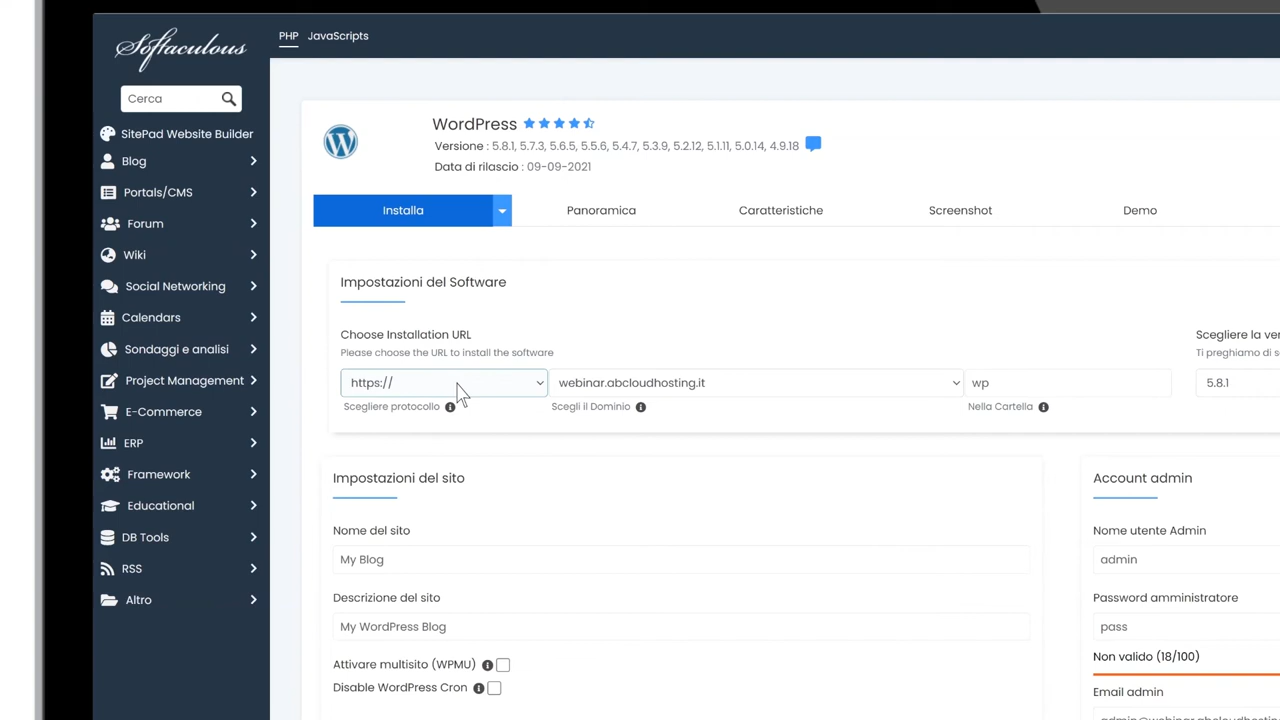 Softaculous
PHP JavaScripts
Cerca
SitePad Website Builder
Blog
Portals/CMS
Forum
Wiki
Social Networking
Calendars
Sondaggi e analisi
Project Management
E-Commerce
ERP
Framework
Educational
DB Tools
RSS
Altro
WordPress
Versione : 5.8.1, 5.7.3, 5.6.5, 5.5.6, 5.4.7, 5.3.9, 5.2.12, 5.1.11, 5.0.14, 4.9.18
Data di rilascio : 09-09-2021
Installa Panoramica Caratteristiche Screenshot Demo
Impostazioni del Software
Choose Installation URL
Please choose the URL to install the software
https:// webinar.abcloudhosting.it wp
Scegliere protocollo Scegli il Dominio Nella Cartella
Scegliere la ver
Ti preghiamo di s
5.8.1
Impostazioni del sito
Nome del sito
My Blog
Descrizione del sito
My WordPress Blog
Attivare multisito (WPMU)
Disable WordPress Cron
Account admin
Nome utente Admin
admin
Password amministratore
pass
Non valido (18/100)
Email admin
admin@webinar.abcloudhosting